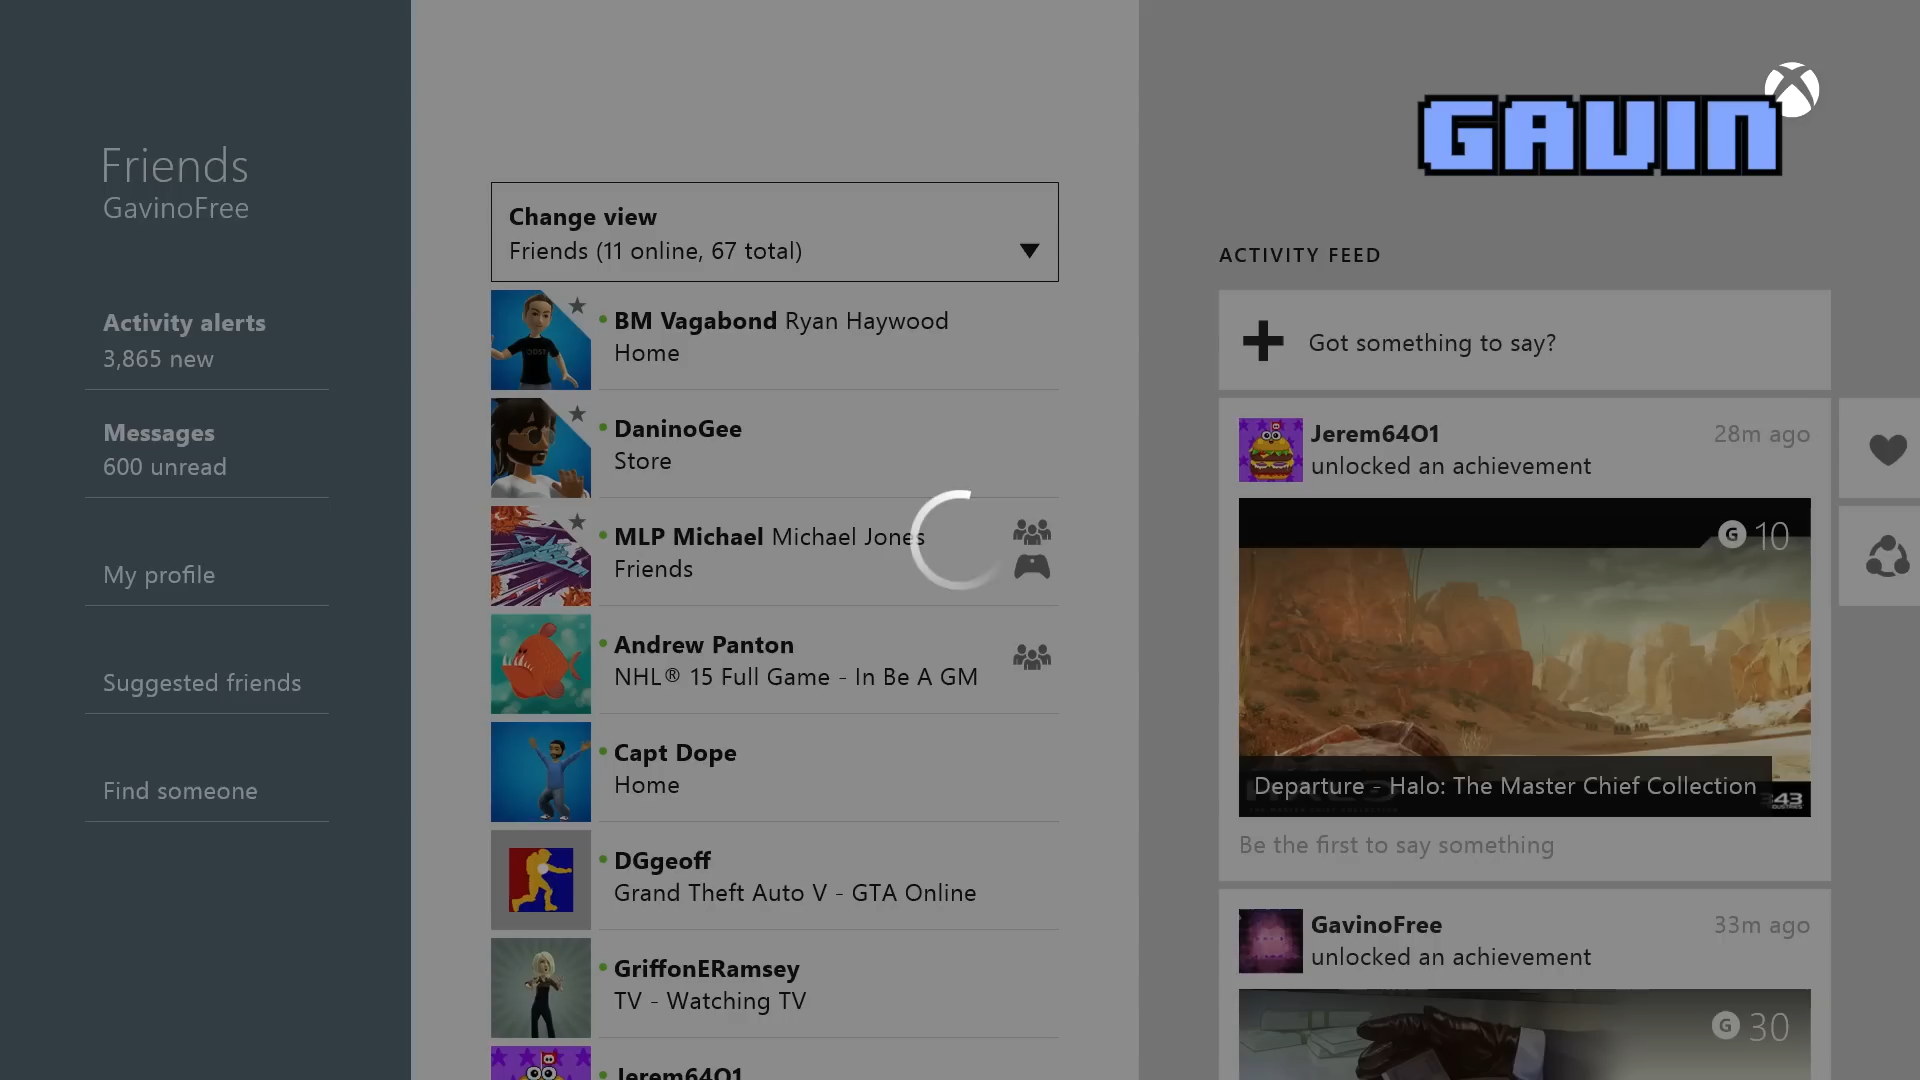 Friends
GavinoFree
Activity alerts
3,865 new
Messages
600 unread
My profile
Suggested friends
Find someone
Change view
Friends (11 online, 67 total)
BM Vagabond Ryan Haywood
Home
DaninoGee
Store
MLP Michael Michael Jones
Friends
Andrew Panton
NHL® 15 Full Game - In Be A GM
Capt Dope
Home
DGgeoff
Grand Theft Auto V - GTA Online
GriffonERamsey
TV - Watching TV
Jerem64O1
GAVIN
ACTIVITY FEED
Got something to say?
Jerem64O1
28m ago
unlocked an achievement
G 10
Departure - Halo: The Master Chief Collection
343
INDUSTRIES
Be the first to say something
GavinoFree
33m ago
unlocked an achievement
G 30